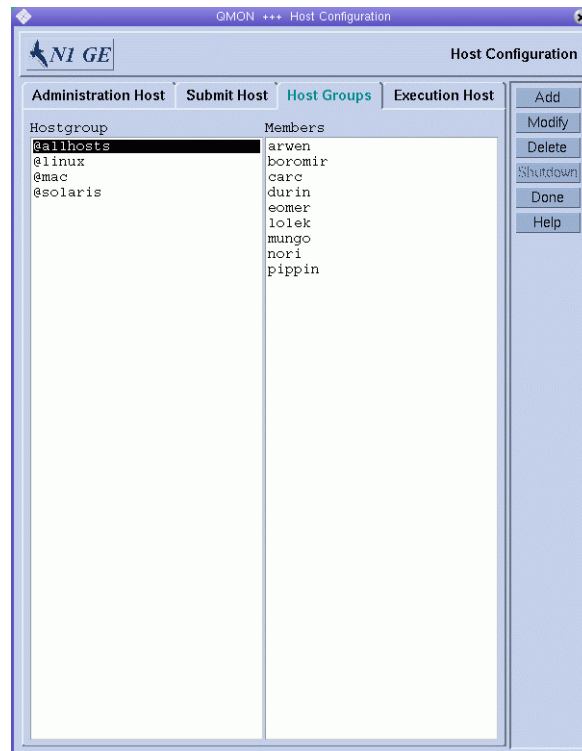 QMON +++ Host Configuration
N1 GE
Host Configuration
Administration Host Submit Host Host Groups Execution Host
Hostgroup Members
@allhosts
@linux
@mac
@solaris
arwen
boromir
carc
durin
eomer
lolek
mungo
nori
pippin
Add
Modify
Delete
Shutdown
Done
Help